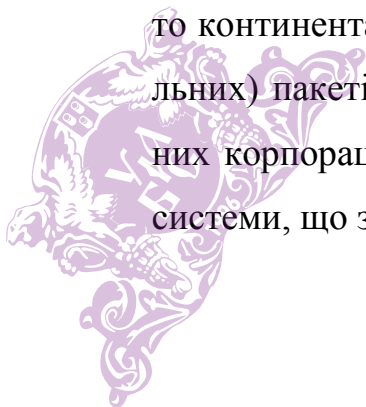 то континента
льних) пакеті
них корпорац
системи, що з